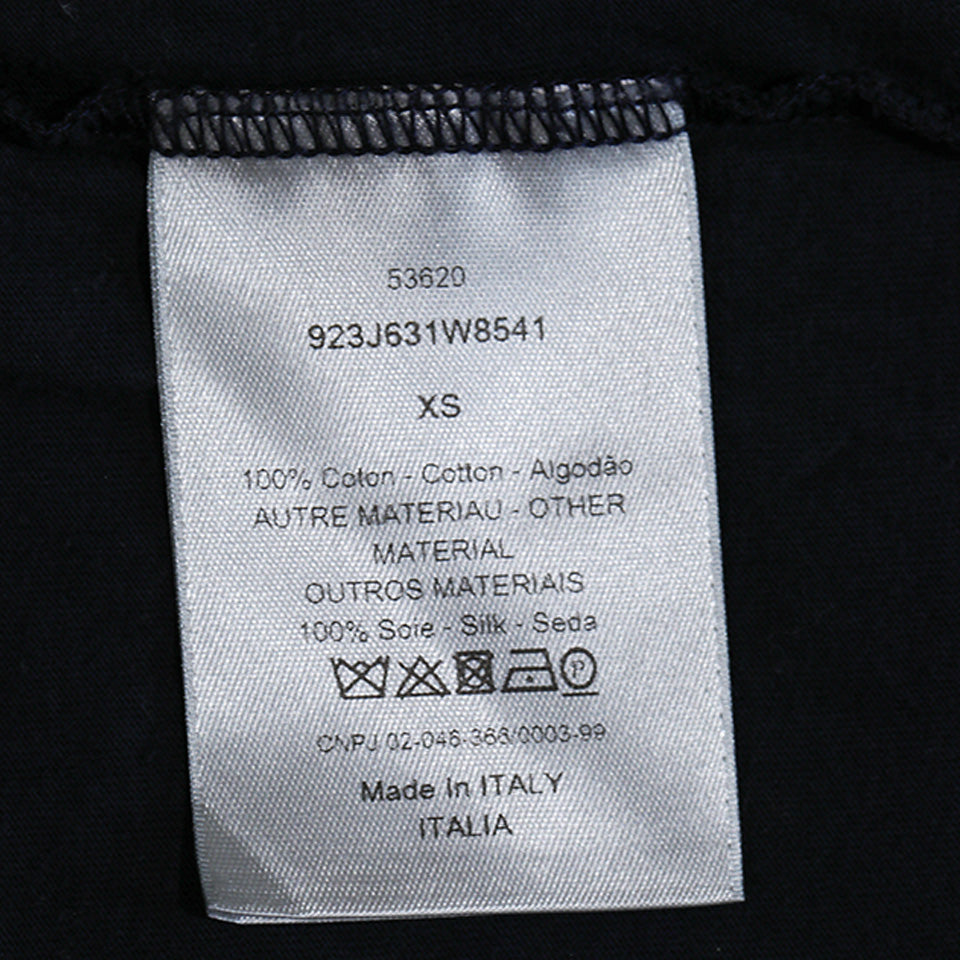 53620
923J631W8541
XS
100% Coton - Cotton - Algodão
AUTRE MATERIAU - OTHER
MATERIAL
OUTROS MATERIAIS
100% Soie - Silk - Seda
P
CNPJ 02-046-366/0003-99
Made in ITALY
ITALIA